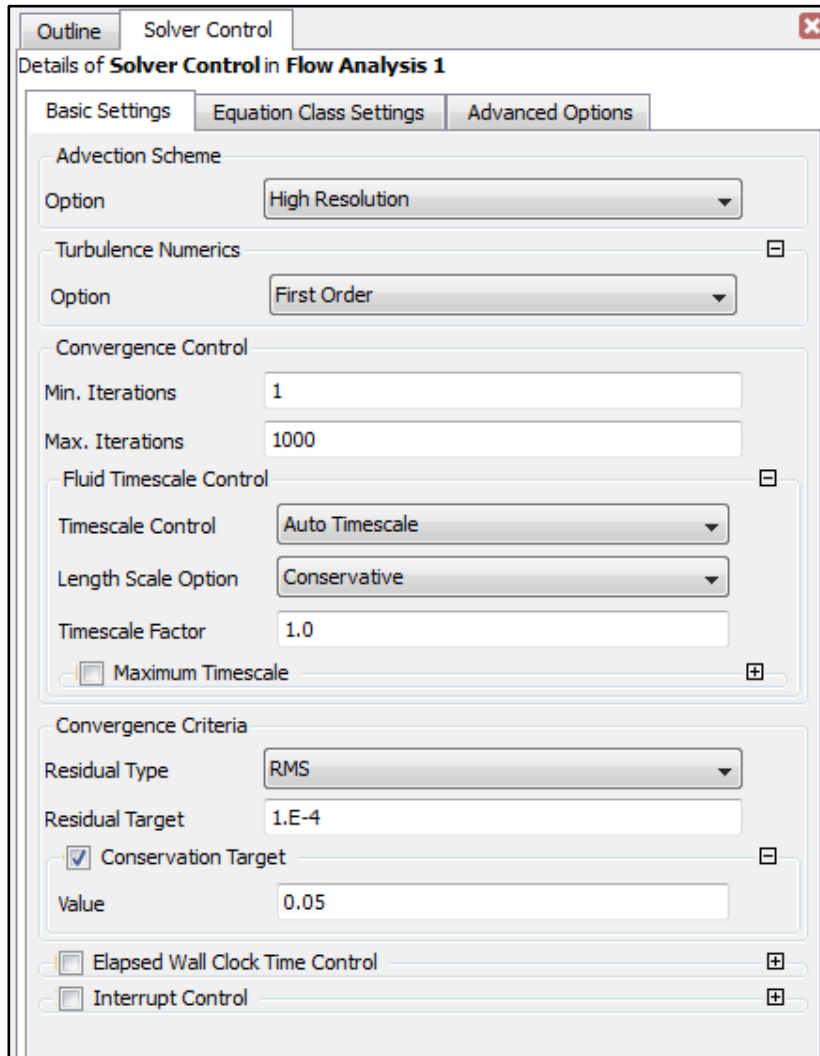 Outline Solver Control
Details of Solver Control in Flow Analysis 1
Basic Settings Equation Class Settings Advanced Options
Advection Scheme
Option High Resolution
Turbulence Numerics
Option First Order
Convergence Control
Min. Iterations 1
Max. Iterations 1000
Fluid Timescale Control
Timescale Control Auto Timescale
Length Scale Option Conservative
Timescale Factor 1.0
Maximum Timescale
Convergence Criteria
Residual Type RMS
Residual Target 1.E-4
Conservation Target
Value 0.05
Elapsed Wall Clock Time Control
Interrupt Control